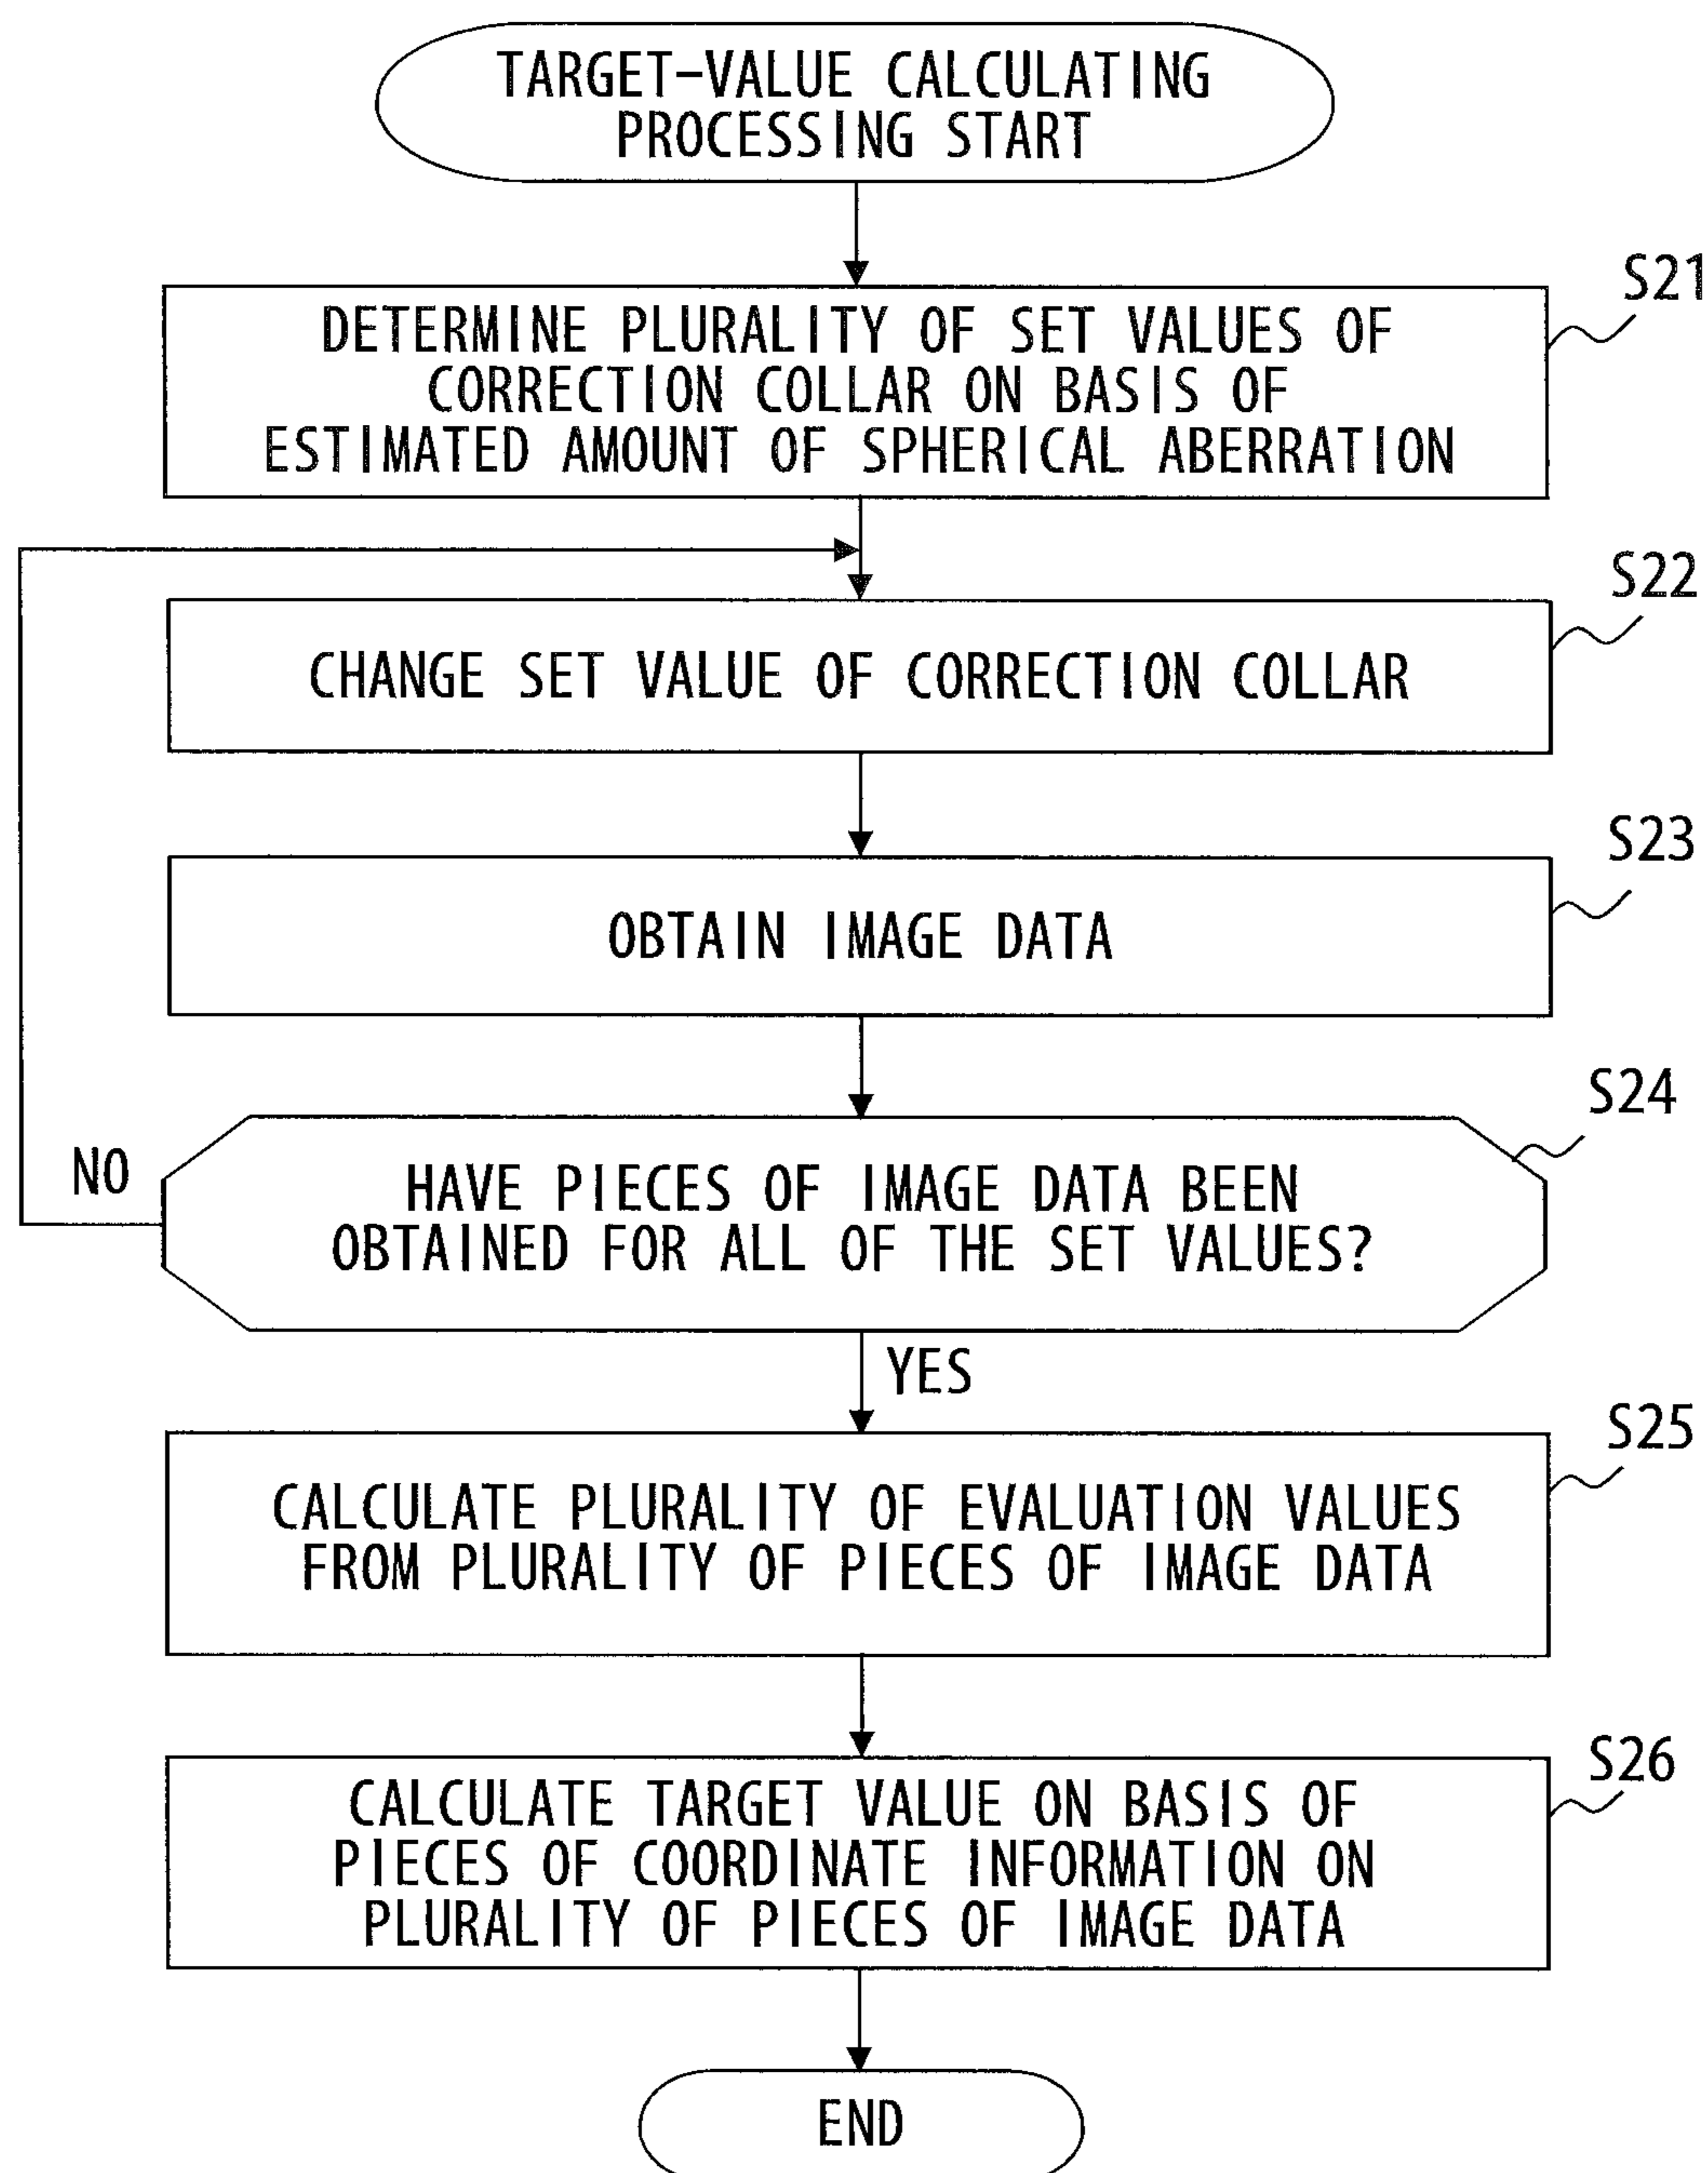 TARGET-VALUE CALCULATING
PROCESSING START
S21
DETERMINE PLURALITY OF SET VALUES OF
CORRECTION COLLAR ON BASIS OF
ESTIMATED AMOUNT OF SPHERICAL ABERRATION
S22
CHANGE SET VALUE OF CORRECTION COLLAR
S23
OBTAIN IMAGE DATA
S24
NO
HAVE PIECES OF IMAGE DATA BEEN
OBTAINED FOR ALL OF THE SET VALUES?
YES
S25
CALCULATE PLURALITY OF EVALUATION VALUES
FROM PLURALITY OF PIECES OF IMAGE DATA
S26
CALCULATE TARGET VALUE ON BASIS OF
PIECES OF COORDINATE INFORMATION ON
PLURALITY OF PIECES OF IMAGE DATA
END